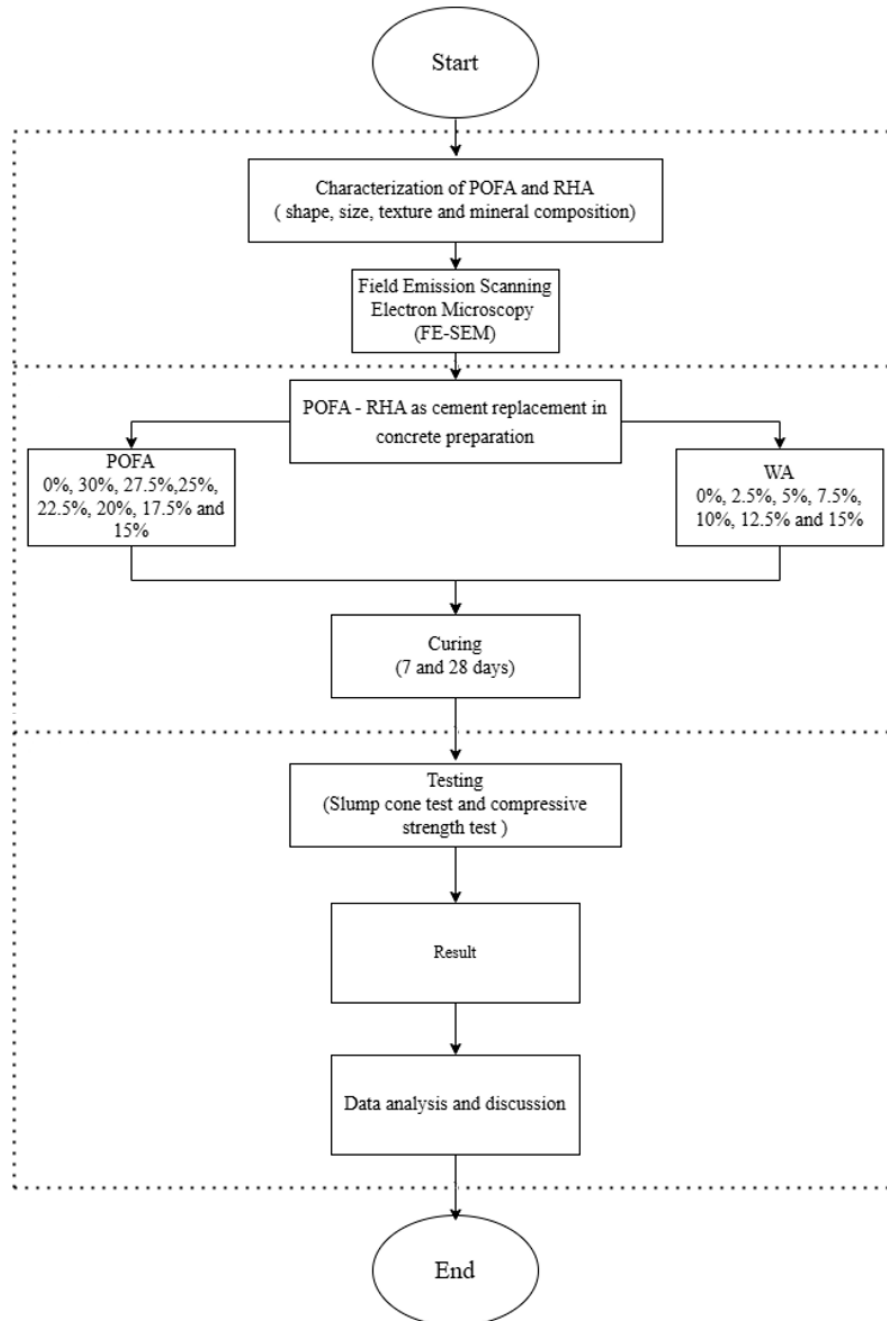 Start
Characterization of POFA and RHA
( shape, size, texture and mineral composition)
Field Emission Scanning
Electron Microscopy
(FE-SEM)
POFA - RHA as cement replacement in
concrete preparation
POFA
0%, 30%, 27.5%,25%,
22.5%, 20%, 17.5% and
15%
WA
0%, 2.5%, 5%, 7.5%,
10%, 12.5% and 15%
Curing
(7 and 28 days)
Testing
(Slump cone test and compressive
strength test )
Result
Data analysis and discussion
End